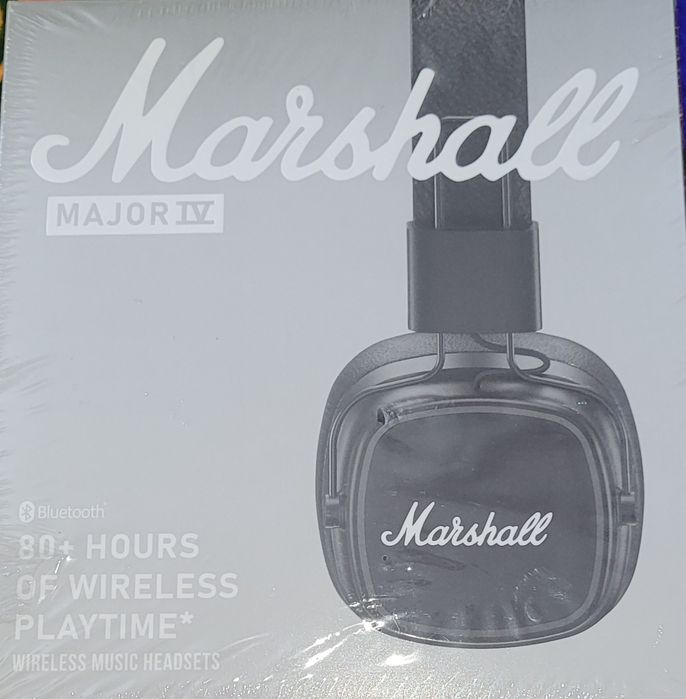 Marshall
MAJOR IV
Bluetooth
80+ HOURS
OF WIRELESS
PLAYTIME*
WIRELESS MUSIC HEADSETS
Marshall